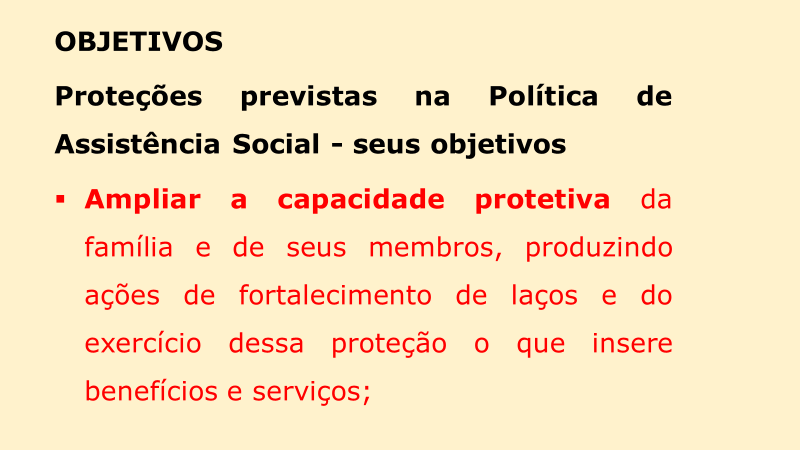 OBJETIVOS
Proteções previstas na Política de
Assistência Social – seus objetivos
▪ Ampliar a capacidade protetiva da
família e de seus membros, produzindo
ações de fortalecimento de laços e do
exercício dessa proteção o que insere
benefícios e serviços;